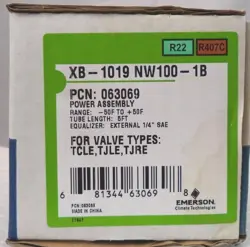 R22 R407C
XB-1019 NW100-1B
PCN: 063069
POWER ASSEMBLY
RANGE: -50F TO +50F
TUBE LENGTH: 5FT
EQUALIZER: EXTERNAL 1/4" SAE
FOR VALVE TYPES:
TCLE,TJLE,TJRE
6 81344 63069 8
EMERSON
Climate Technologies
PCN 063069
MADE IN CHINA